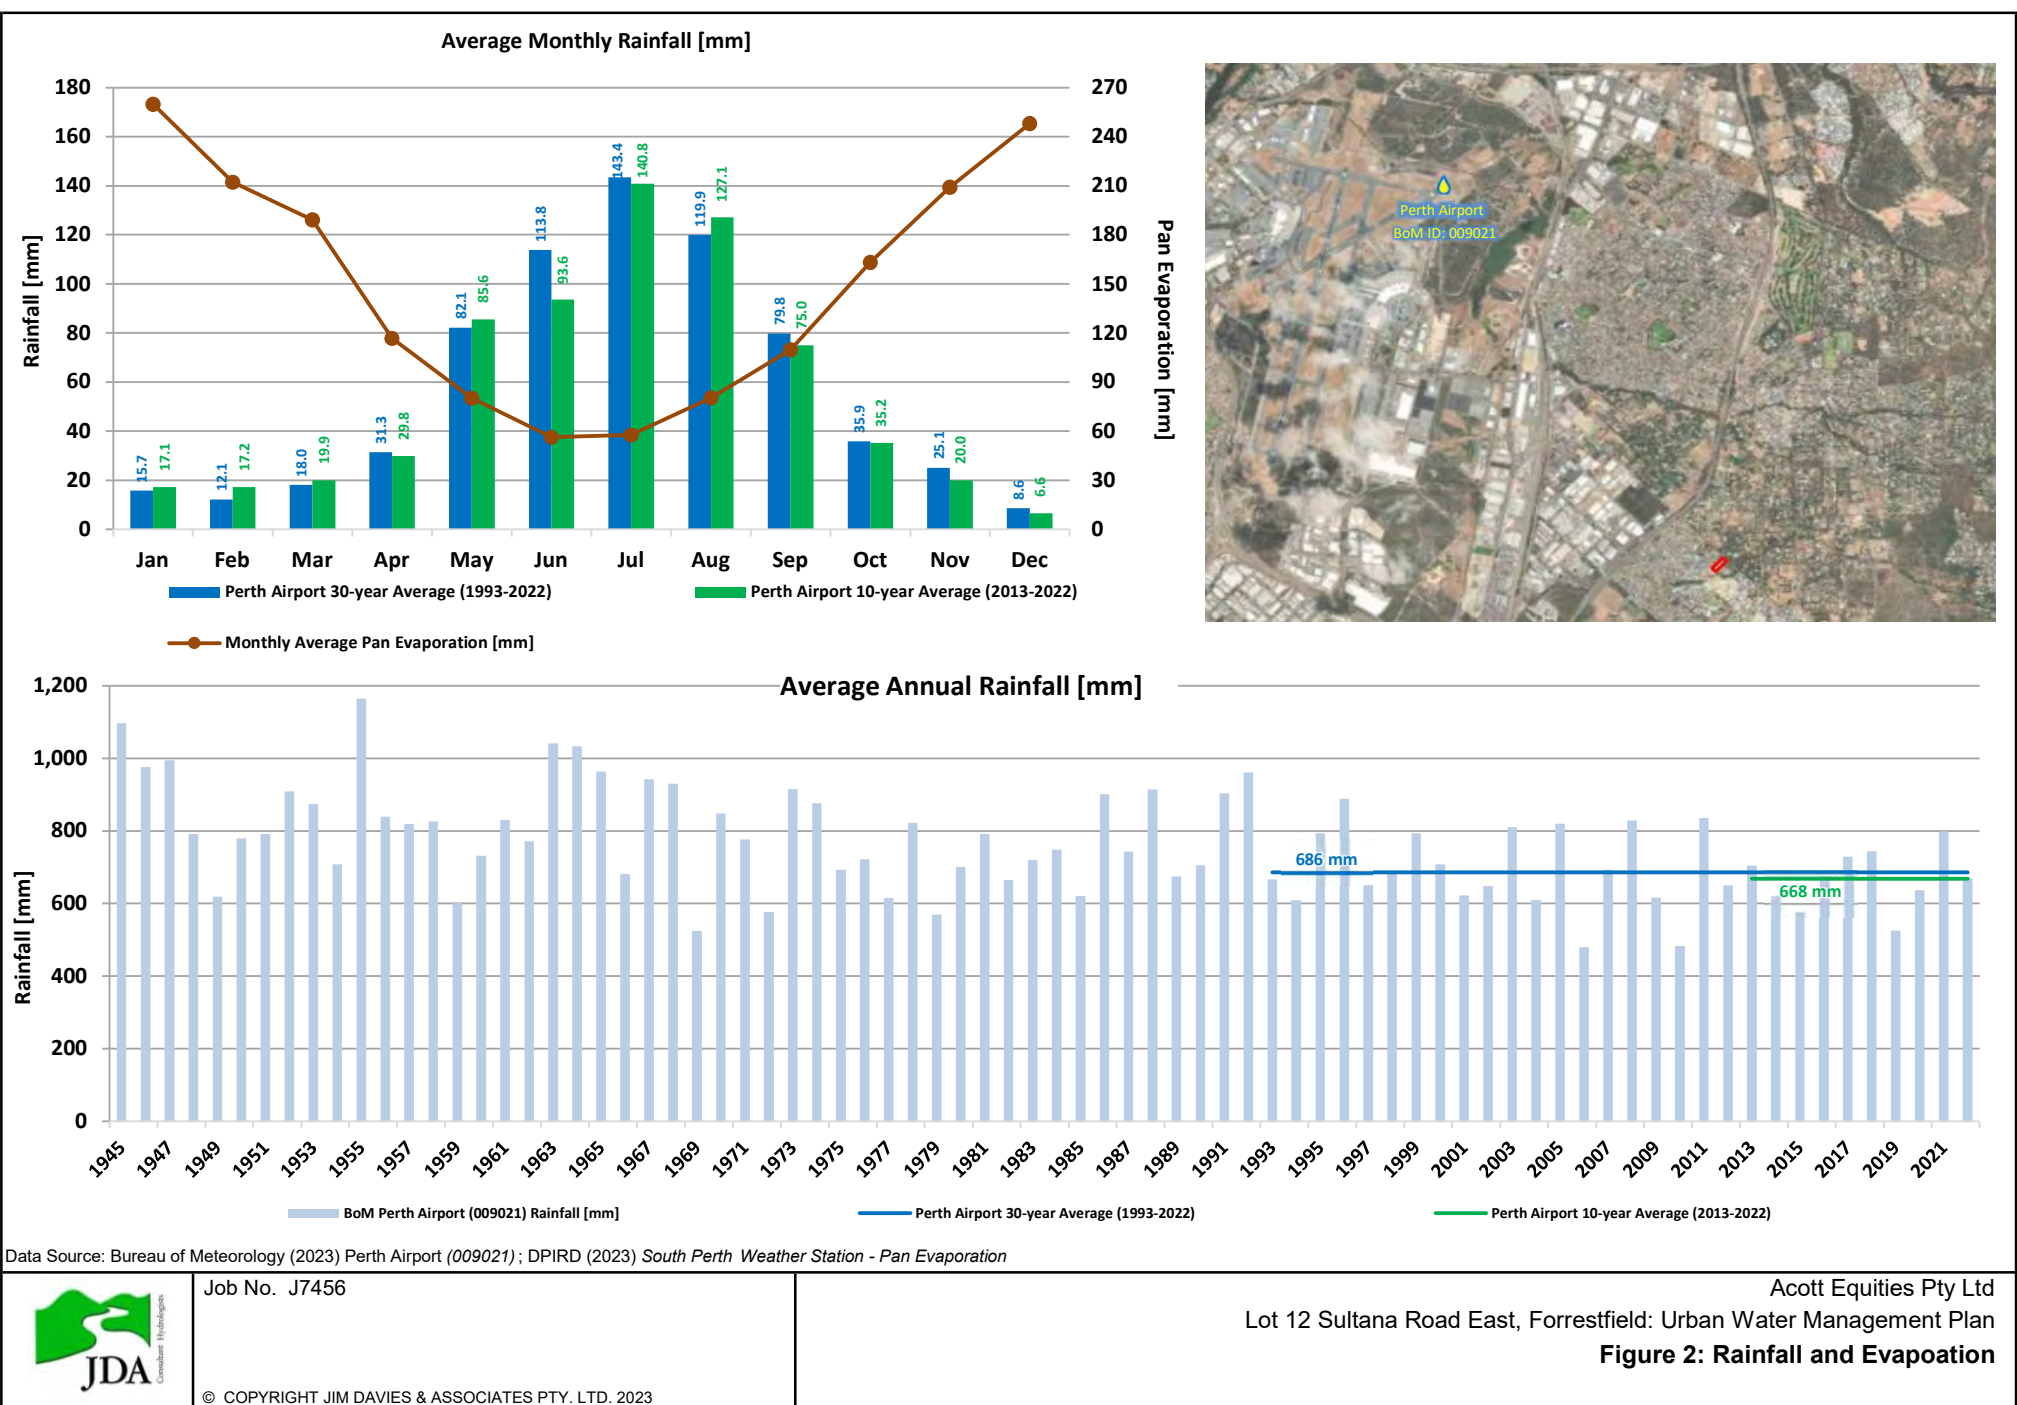 Average Monthly Rainfall [mm]
180
160
140
120
100
80
60
40
20
0
Rainfall [mm]
270
240
210
180
150
120
90
60
30
0
Pan Evaporation [mm]
15.7
17.1
12.1
17.2
18.0
19.9
31.3
29.8
82.1
85.6
113.8
93.6
143.4
140.8
119.9
127.1
79.8
75.0
35.9
35.2
25.1
20.0
8.6
6.6
Jan Feb Mar Apr May Jun Jul Aug Sep Oct Nov Dec
Perth Airport 30-year Average (1993-2022)
Perth Airport 10-year Average (2013-2022)
Monthly Average Pan Evaporation [mm]
Perth Airport
BoM ID: 009021
Average Annual Rainfall [mm]
1,200
1,000
800
600
400
200
0
Rainfall [mm]
686 mm
668 mm
1945 1947 1949 1951 1953 1955 1957 1959 1961 1963 1965 1967 1969 1971 1973 1975 1977 1979 1981 1983 1985 1987 1989 1991 1993 1995 1997 1999 2001 2003 2005 2007 2009 2011 2013 2015 2017 2019 2021
BoM Perth Airport (009021) Rainfall [mm]
Perth Airport 30-year Average (1993-2022)
Perth Airport 10-year Average (2013-2022)
Data Source: Bureau of Meteorology (2023) Perth Airport (009021) ; DPIRD (2023) South Perth Weather Station - Pan Evaporation
JDA
Consultant Hydrologists
Job No. J7456
© COPYRIGHT JIM DAVIES & ASSOCIATES PTY. LTD. 2023
Acott Equities Pty Ltd
Lot 12 Sultana Road East, Forrestfield: Urban Water Management Plan
Figure 2: Rainfall and Evapoation